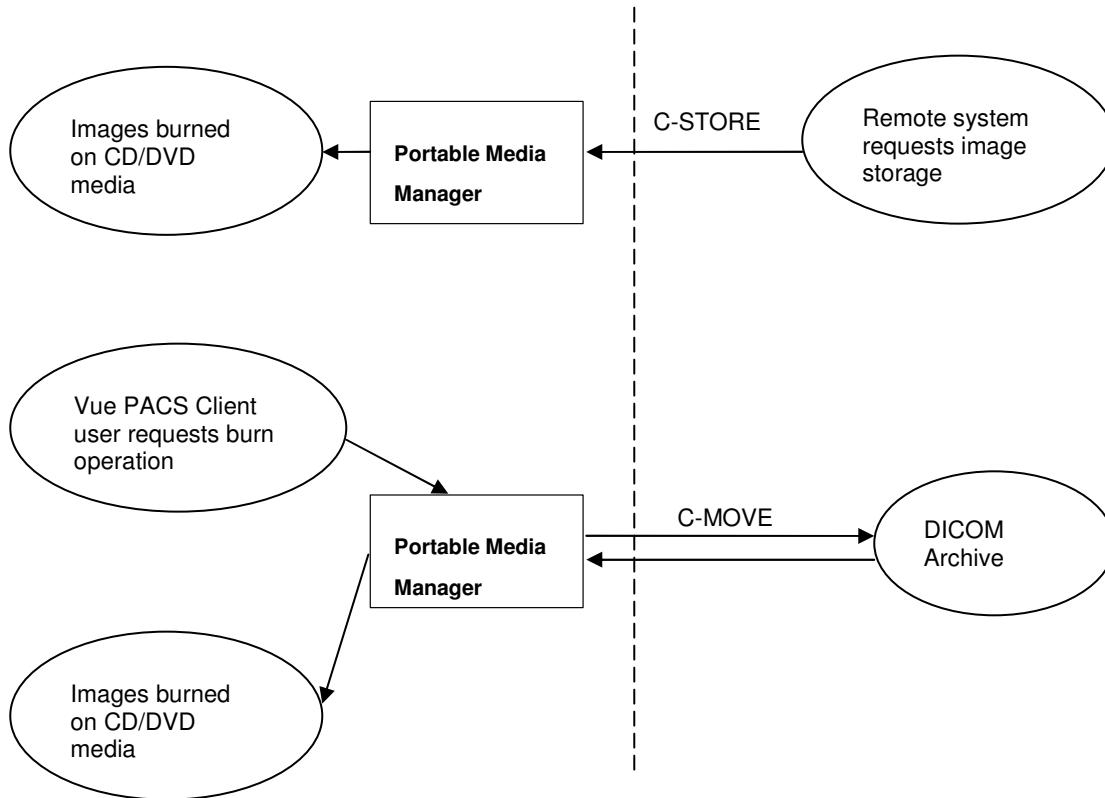 Images burned
on CD/DVD
media
Portable Media
Manager
C-STORE
Remote system
requests image
storage
Vue PACS Client
user requests burn
operation
Portable Media
Manager
C-MOVE
DICOM
Archive
Images burned
on CD/DVD
media